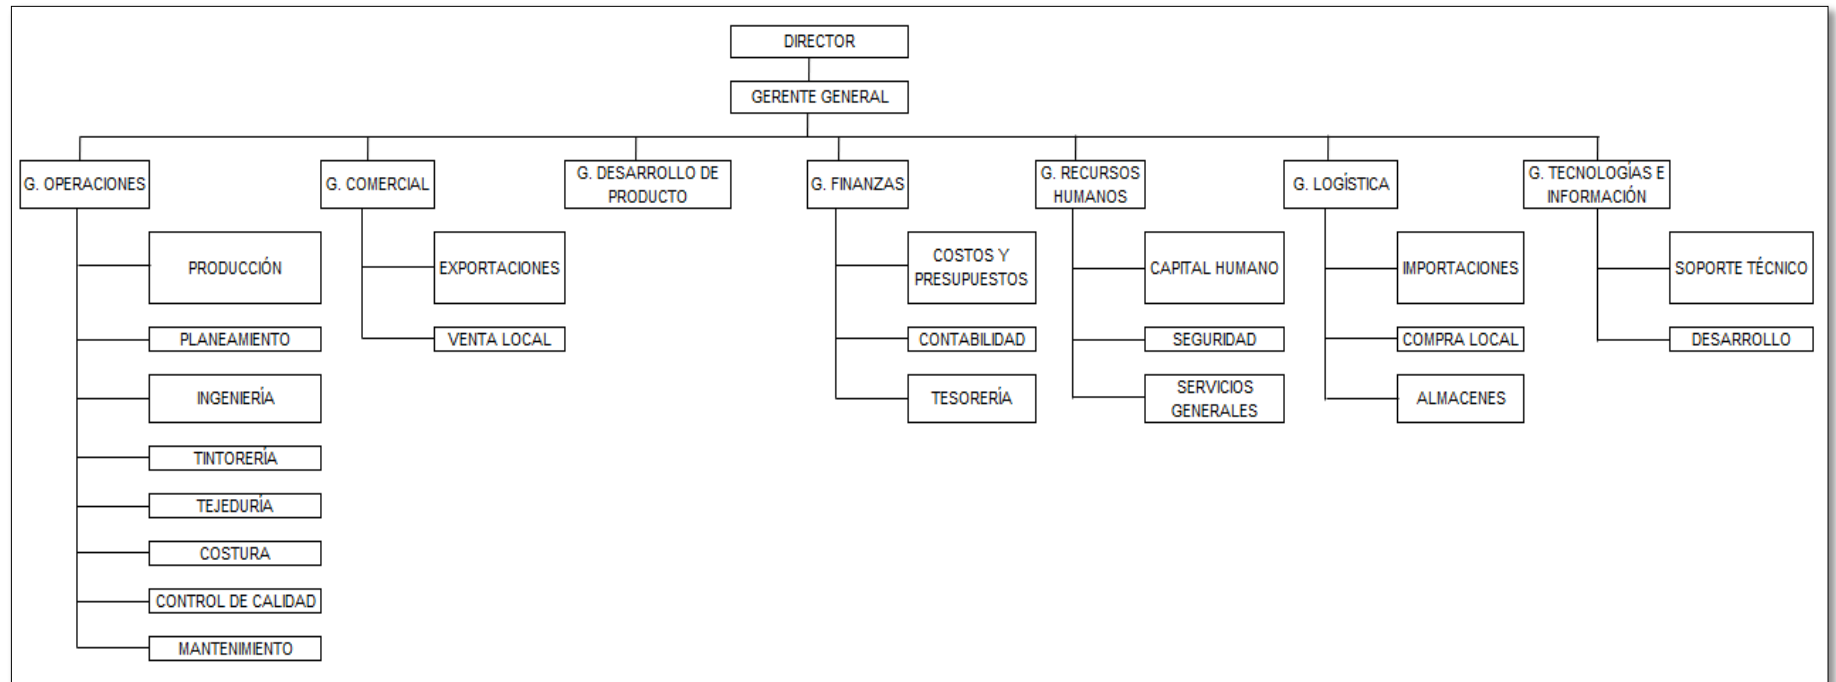 DIRECTOR
GERENTE GENERAL
G. OPERACIONES
G. COMERCIAL
G. DESARROLLO DE
PRODUCTO
G. FINANZAS
G. RECURSOS
HUMANOS
G. LOGÍSTICA
G. TECNOLOGÍAS E
INFORMACIÓN
PRODUCCIÓN
EXPORTACIONES
COSTOS Y
PRESUPUESTOS
CAPITAL HUMANO
IMPORTACIONES
SOPORTE TÉCNICO
PLANEAMIENTO
VENTA LOCAL
CONTABILIDAD
SEGURIDAD
COMPRA LOCAL
DESARROLLO
INGENIERÍA
TESORERÍA
SERVICIOS
GENERALES
ALMACENES
TINTORERÍA
TEJEDURÍA
COSTURA
CONTROL DE CALIDAD
MANTENIMIENTO